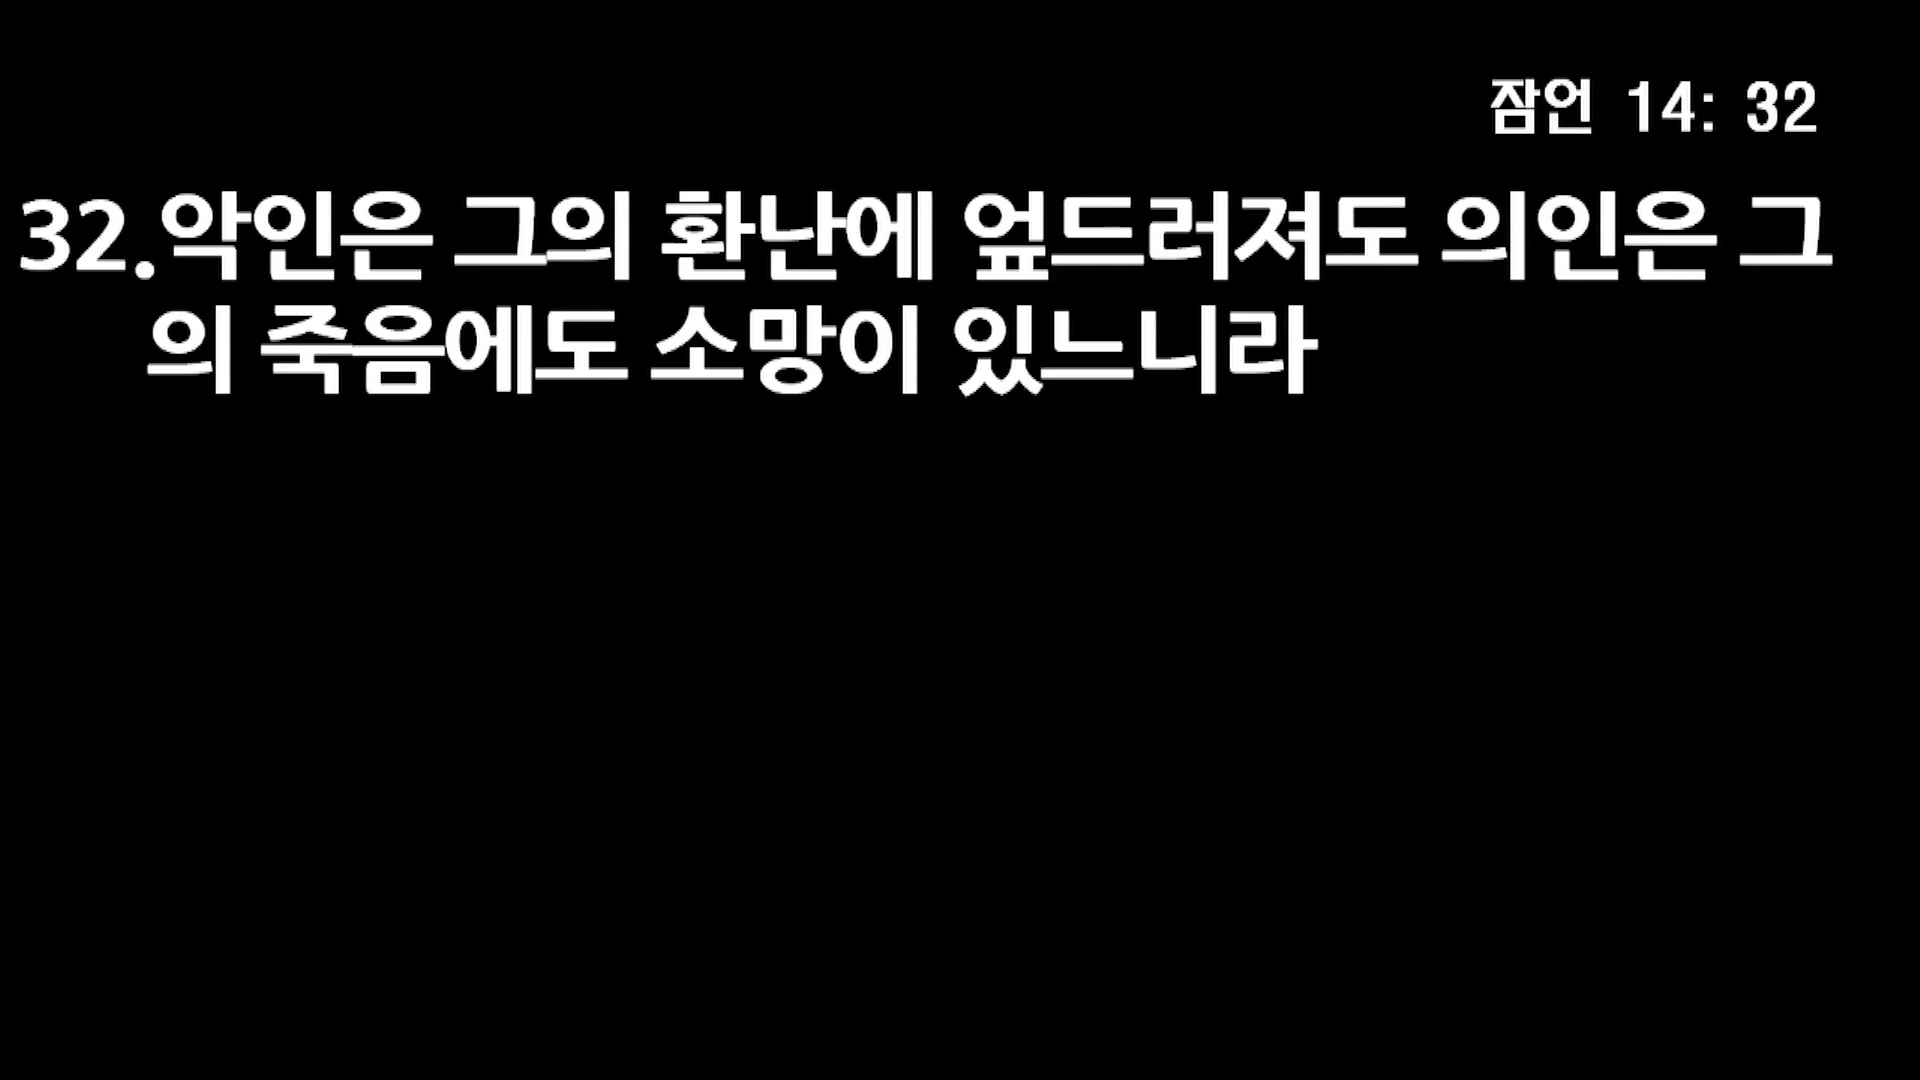 잠언 14: 32
32.악인은 그의 환난에 엎드러져도 의인은 그
의 죽음에도 소망이 있느니라